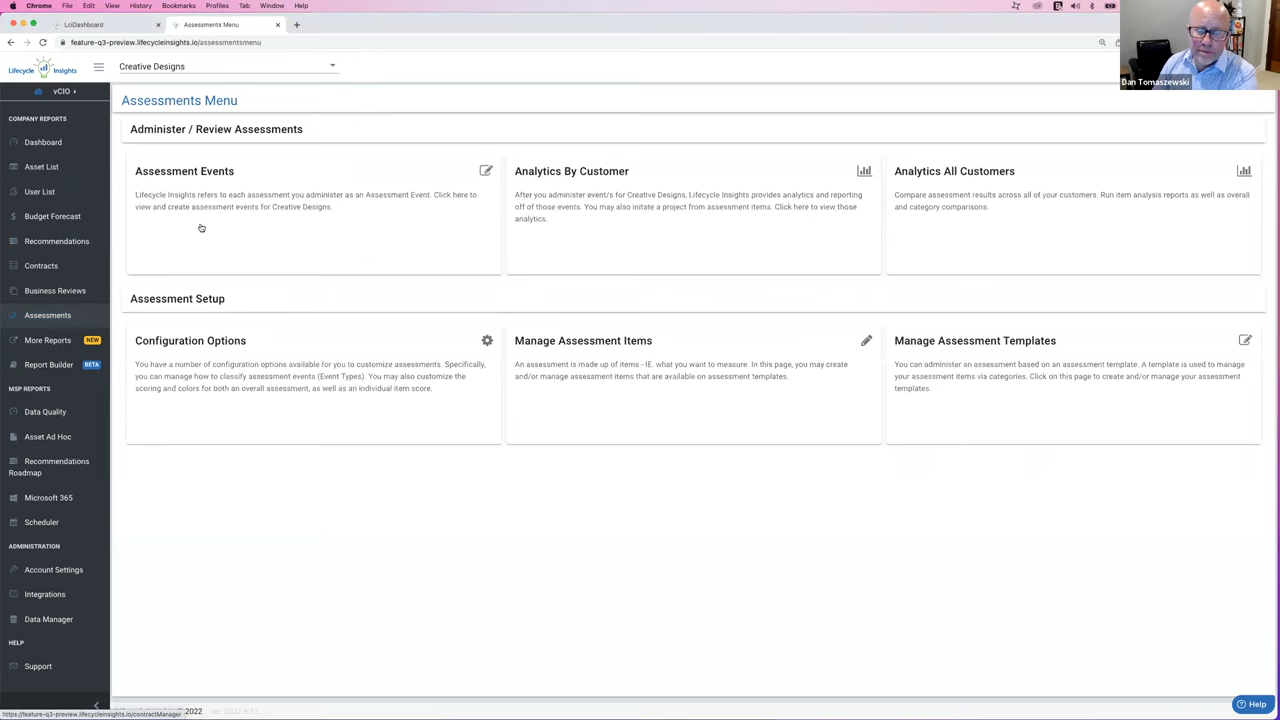 Chrome File Edit View History Bookmarks Profiles Tab Window Help
LciDashboard
Assessments Menu
feature-q3-preview.lifecycleinsights.io/assessmentsmenu
Dan Tomaszewski
Lifecycle Insights
Creative Designs
vCIO
Assessments Menu
COMPANY REPORTS
Dashboard
Asset List
User List
Budget Forecast
Recommendations
Contracts
Business Reviews
Assessments
More Reports NEW
Report Builder BETA
MSP REPORTS
Data Quality
Asset Ad Hoc
Recommendations
Roadmap
Microsoft 365
Scheduler
ADMINISTRATION
Account Settings
Integrations
Data Manager
HELP
Support
Administer / Review Assessments
Assessment Events
Lifecycle Insights refers to each assessment you administer as an Assessment Event. Click here to
view and create assessment events for Creative Designs.
Analytics By Customer
After you administer event/s for Creative Designs, Lifecycle Insights provides analytics and reporting
off of those events. You may also initate a project from assessment items. Click here to view those
analytics.
Analytics All Customers
Compare assessment results across all of your customers. Run item analysis reports as well as overall
and category comparisons.
Assessment Setup
Configuration Options
You have a number of configuration options available for you to customize assessments. Specifically,
you can manage how to classify assessment events (Event Types). You may also customize the
scoring and colors for both an overall assessment, as well as an individual item score.
Manage Assessment Items
An assessment is made up of items - IE. what you want to measure. In this page, you may create
and/or manage assessment items that are available on assessment templates.
Manage Assessment Templates
You can administer an assessment based on an assessment template. A template is used to manage
your assessment items via categories. Click on this page to create and/or manage your assessment
templates.
2022
Help
https://feature-q3-preview.lifecycleinsights.io/contractManager